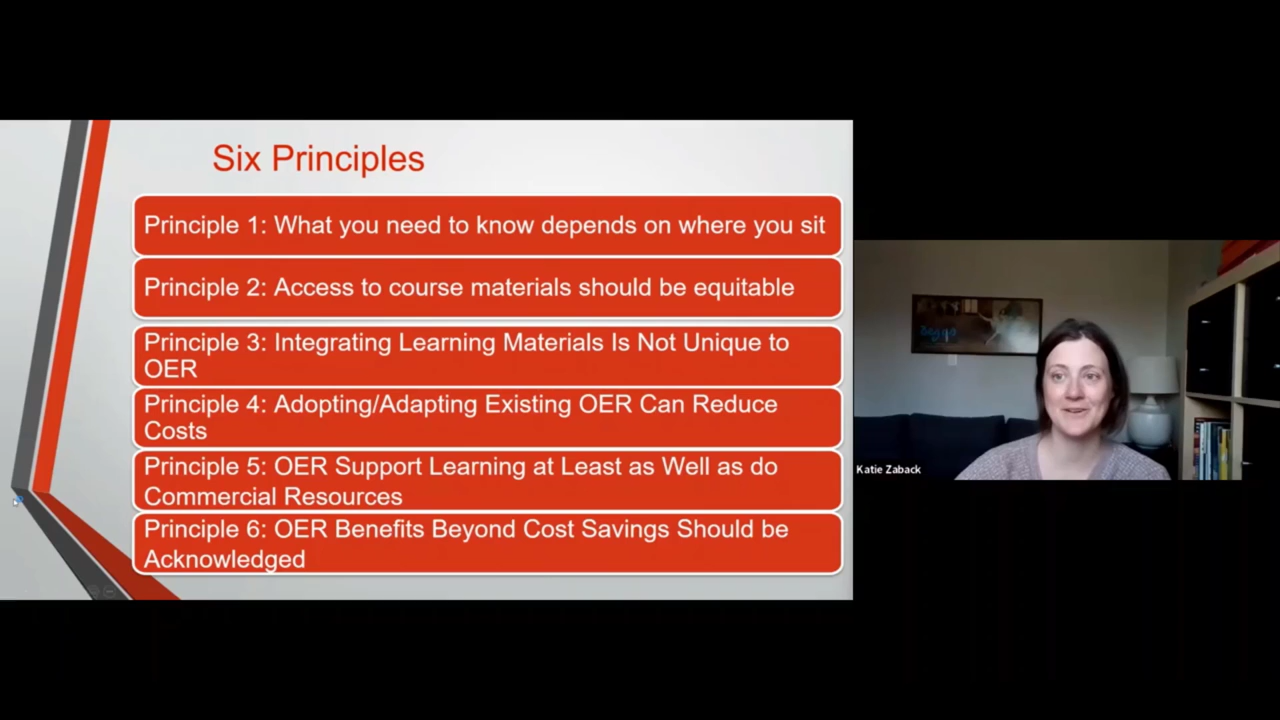 Six Principles
Principle 1: What you need to know depends on where you sit
Principle 2: Access to course materials should be equitable
Principle 3: Integrating Learning Materials Is Not Unique to
OER
Principle 4: Adopting/Adapting Existing OER Can Reduce
Costs
Principle 5: OER Support Learning at Least as Well as do
Commercial Resources
Principle 6: OER Benefits Beyond Cost Savings Should be
Acknowledged
Katie Zaback